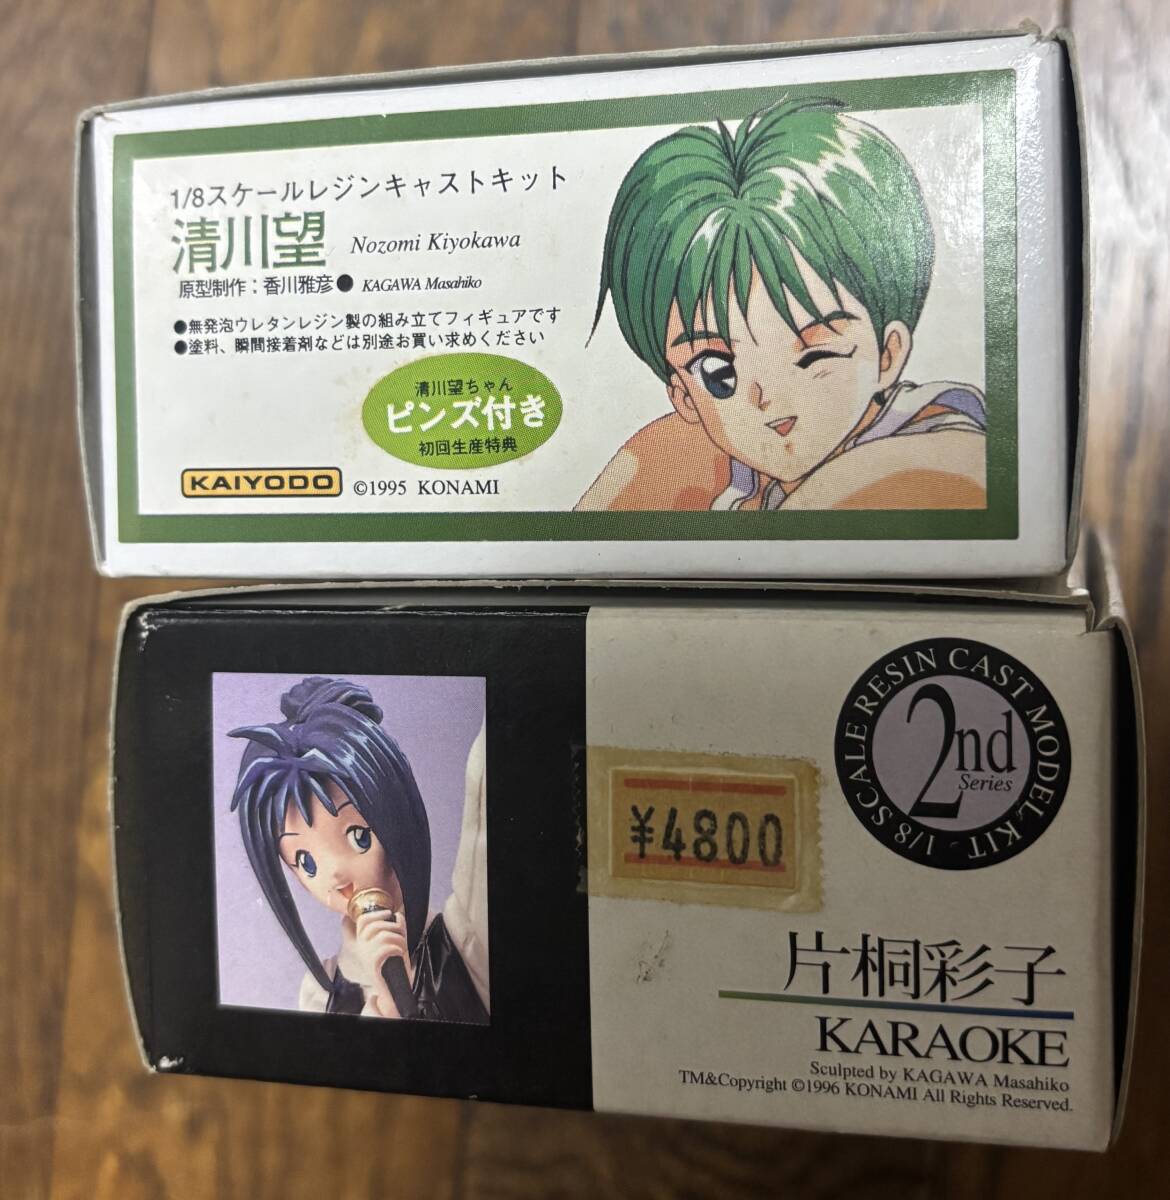 1/8スケールレジンキャストキット
清川望 Nozomi Kiyokawa
原型制作：香川雅彦● KAGAWA Masahiko
●無発泡ウレタンレジン製の組み立てフィギュアです
●塗料、瞬間接着剤などは別途お買い求めください
清川望ちゃん
ピンズ付き
初回生産特典
KAIYODO ©1995 KONAMI
1/8 SCALE RESIN CAST MODEL KIT
2nd
Series
¥4800
片桐彩子
KARAOKE
Sculpted by KAGAWA Masahiko
TM&Copyright ©1996 KONAMI All Rights Reserved.